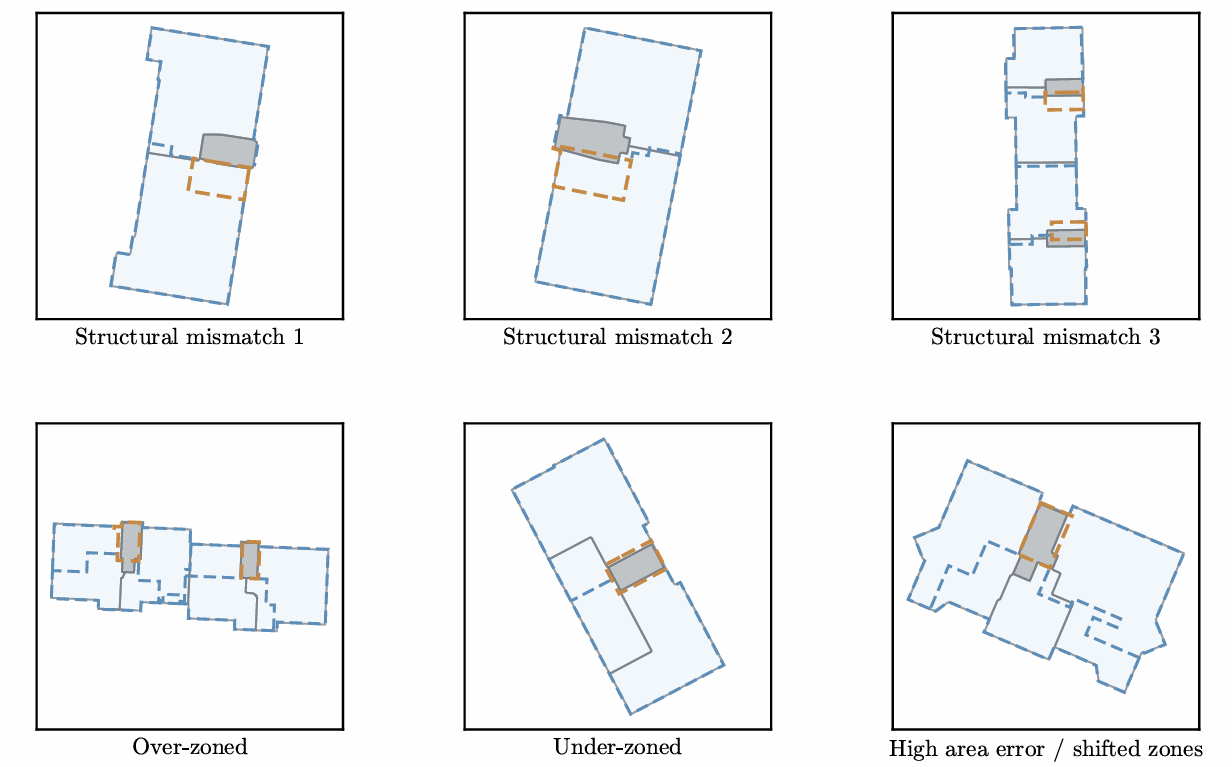 Structural mismatch 1
Structural mismatch 2
Structural mismatch 3
Over-zoned
Under-zoned
High area error / shifted zones